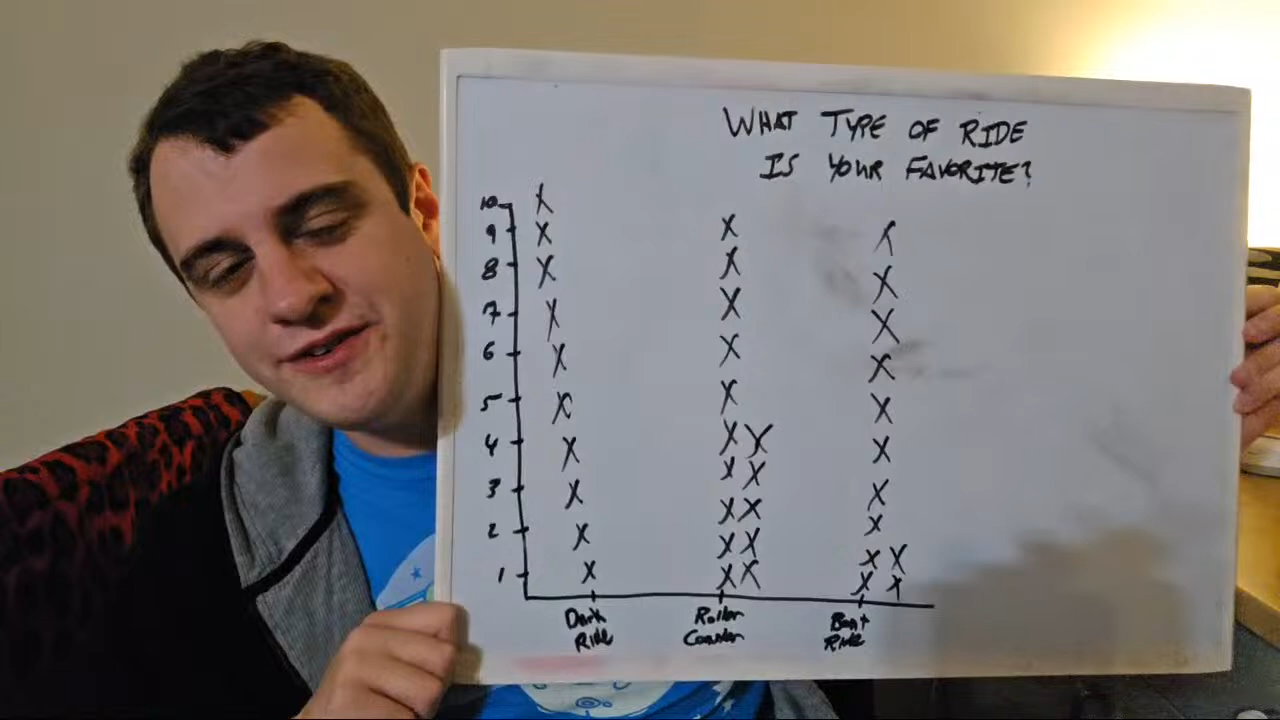 WHAT TYPE OF RIDE
IS YOUR FAVORITE?
10 X
9 X X X
8 X X X
7 X X X
6 X X X
5 X X X
4 X X X X
3 X X X X
2 X X X X
X X X X
1 X X X X X
Dark Roller Boat
Ride Coaster Ride